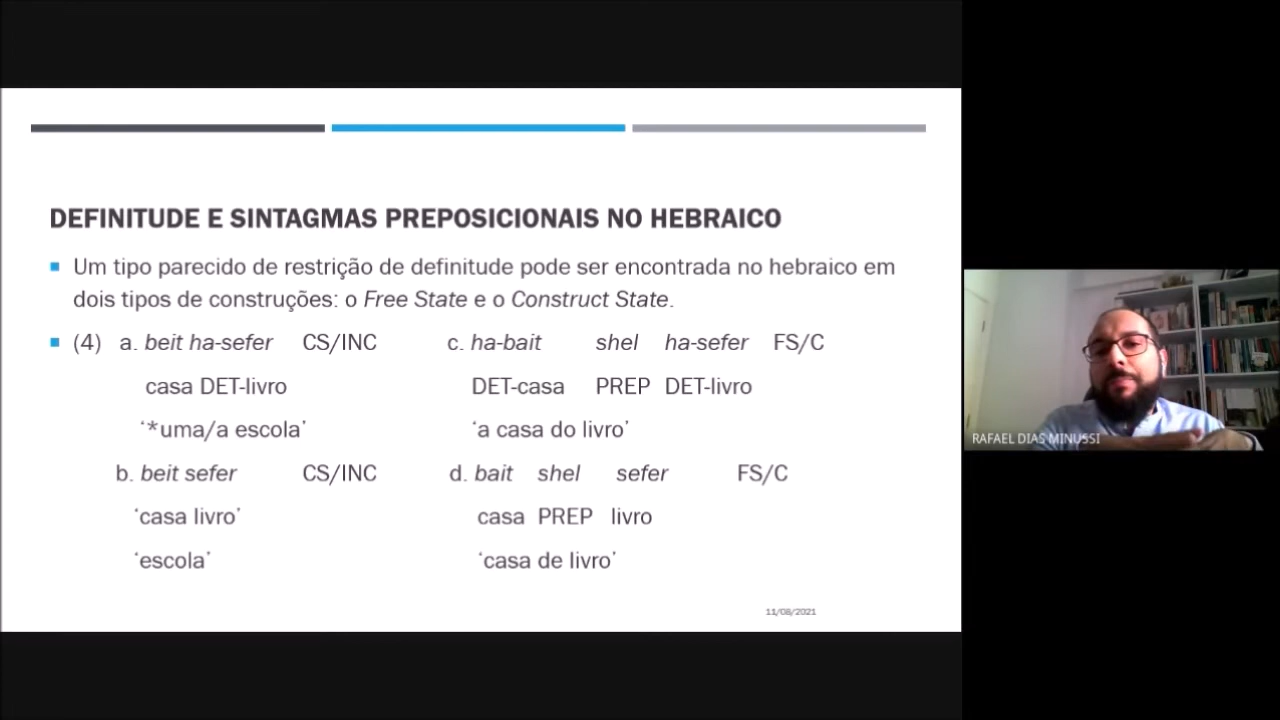 DEFINITUDE E SINTAGMAS PREPOSICIONAIS NO HEBRAICO
Um tipo parecido de restrição de definitude pode ser encontrada no hebraico em
dois tipos de construções: o Free State e o Construct State.
(4) a. beit ha-sefer CS/INC c. ha-bait shel ha-sefer FS/C
casa DET-livro DET-casa PREP DET-livro
‘*uma/a escola’ ‘a casa do livro’
b. beit sefer CS/INC d. bait shel sefer FS/C
‘casa livro’ casa PREP livro
‘escola’ ‘casa de livro’
11/08/2021
RAFAEL DIAS MINUSSI